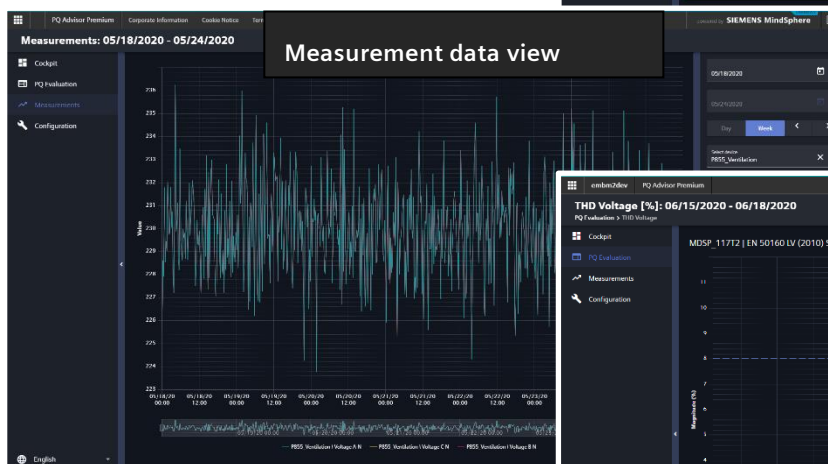 PQ Advisor Premium Corporate Information Cookie Notice SIEMENS MindSphere
Measurements: 05/18/2020 - 05/24/2020
Measurement data view
Cockpit
PQ Evaluation
Measurements
Configuration
English
Value
236
235
234
233
232
231
230
229
228
227
226
225
224
223
05/18/20 00:00
05/18/20 12:00
05/19/20 00:00
05/19/20 12:00
05/20/20 00:00
05/20/20 12:00
05/21/20 00:00
05/21/20 12:00
05/22/20 00:00
05/22/20 12:00
05/23/20 00:00
P855_Ventilation | Voltage A N P855_Ventilation | Voltage C N P855_Ventilation | Voltage B N
05/18/2020
05/24/2020
Day Week
Select device
P855_Ventilation
embm2dev PQ Advisor Premium
THD Voltage [%]: 06/15/2020 - 06/18/2020
PQ Evaluation > THD Voltage
Cockpit
PQ Evaluation
Measurements
Configuration
MDSP_117T2 | EN 50160 LV (2010) S
Magnitude (%)
11
10
9
8
7
6
5
4